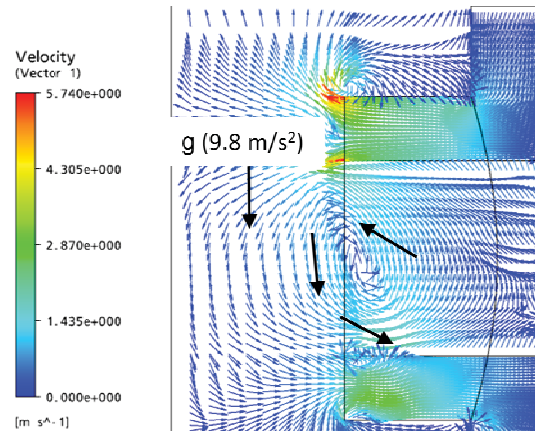 Velocity
(Vector 1)
5.740e+000
4.305e+000
2.870e+000
1.435e+000
0.000e+000
[m s^-1]
g (9.8 m/s²)